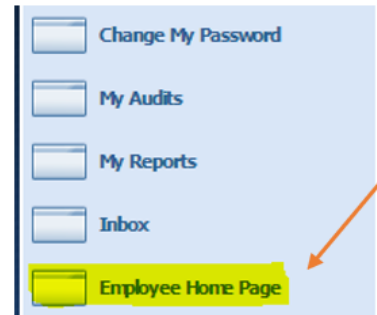 Change My Password
My Audits
My Reports
Inbox
Employee Home Page